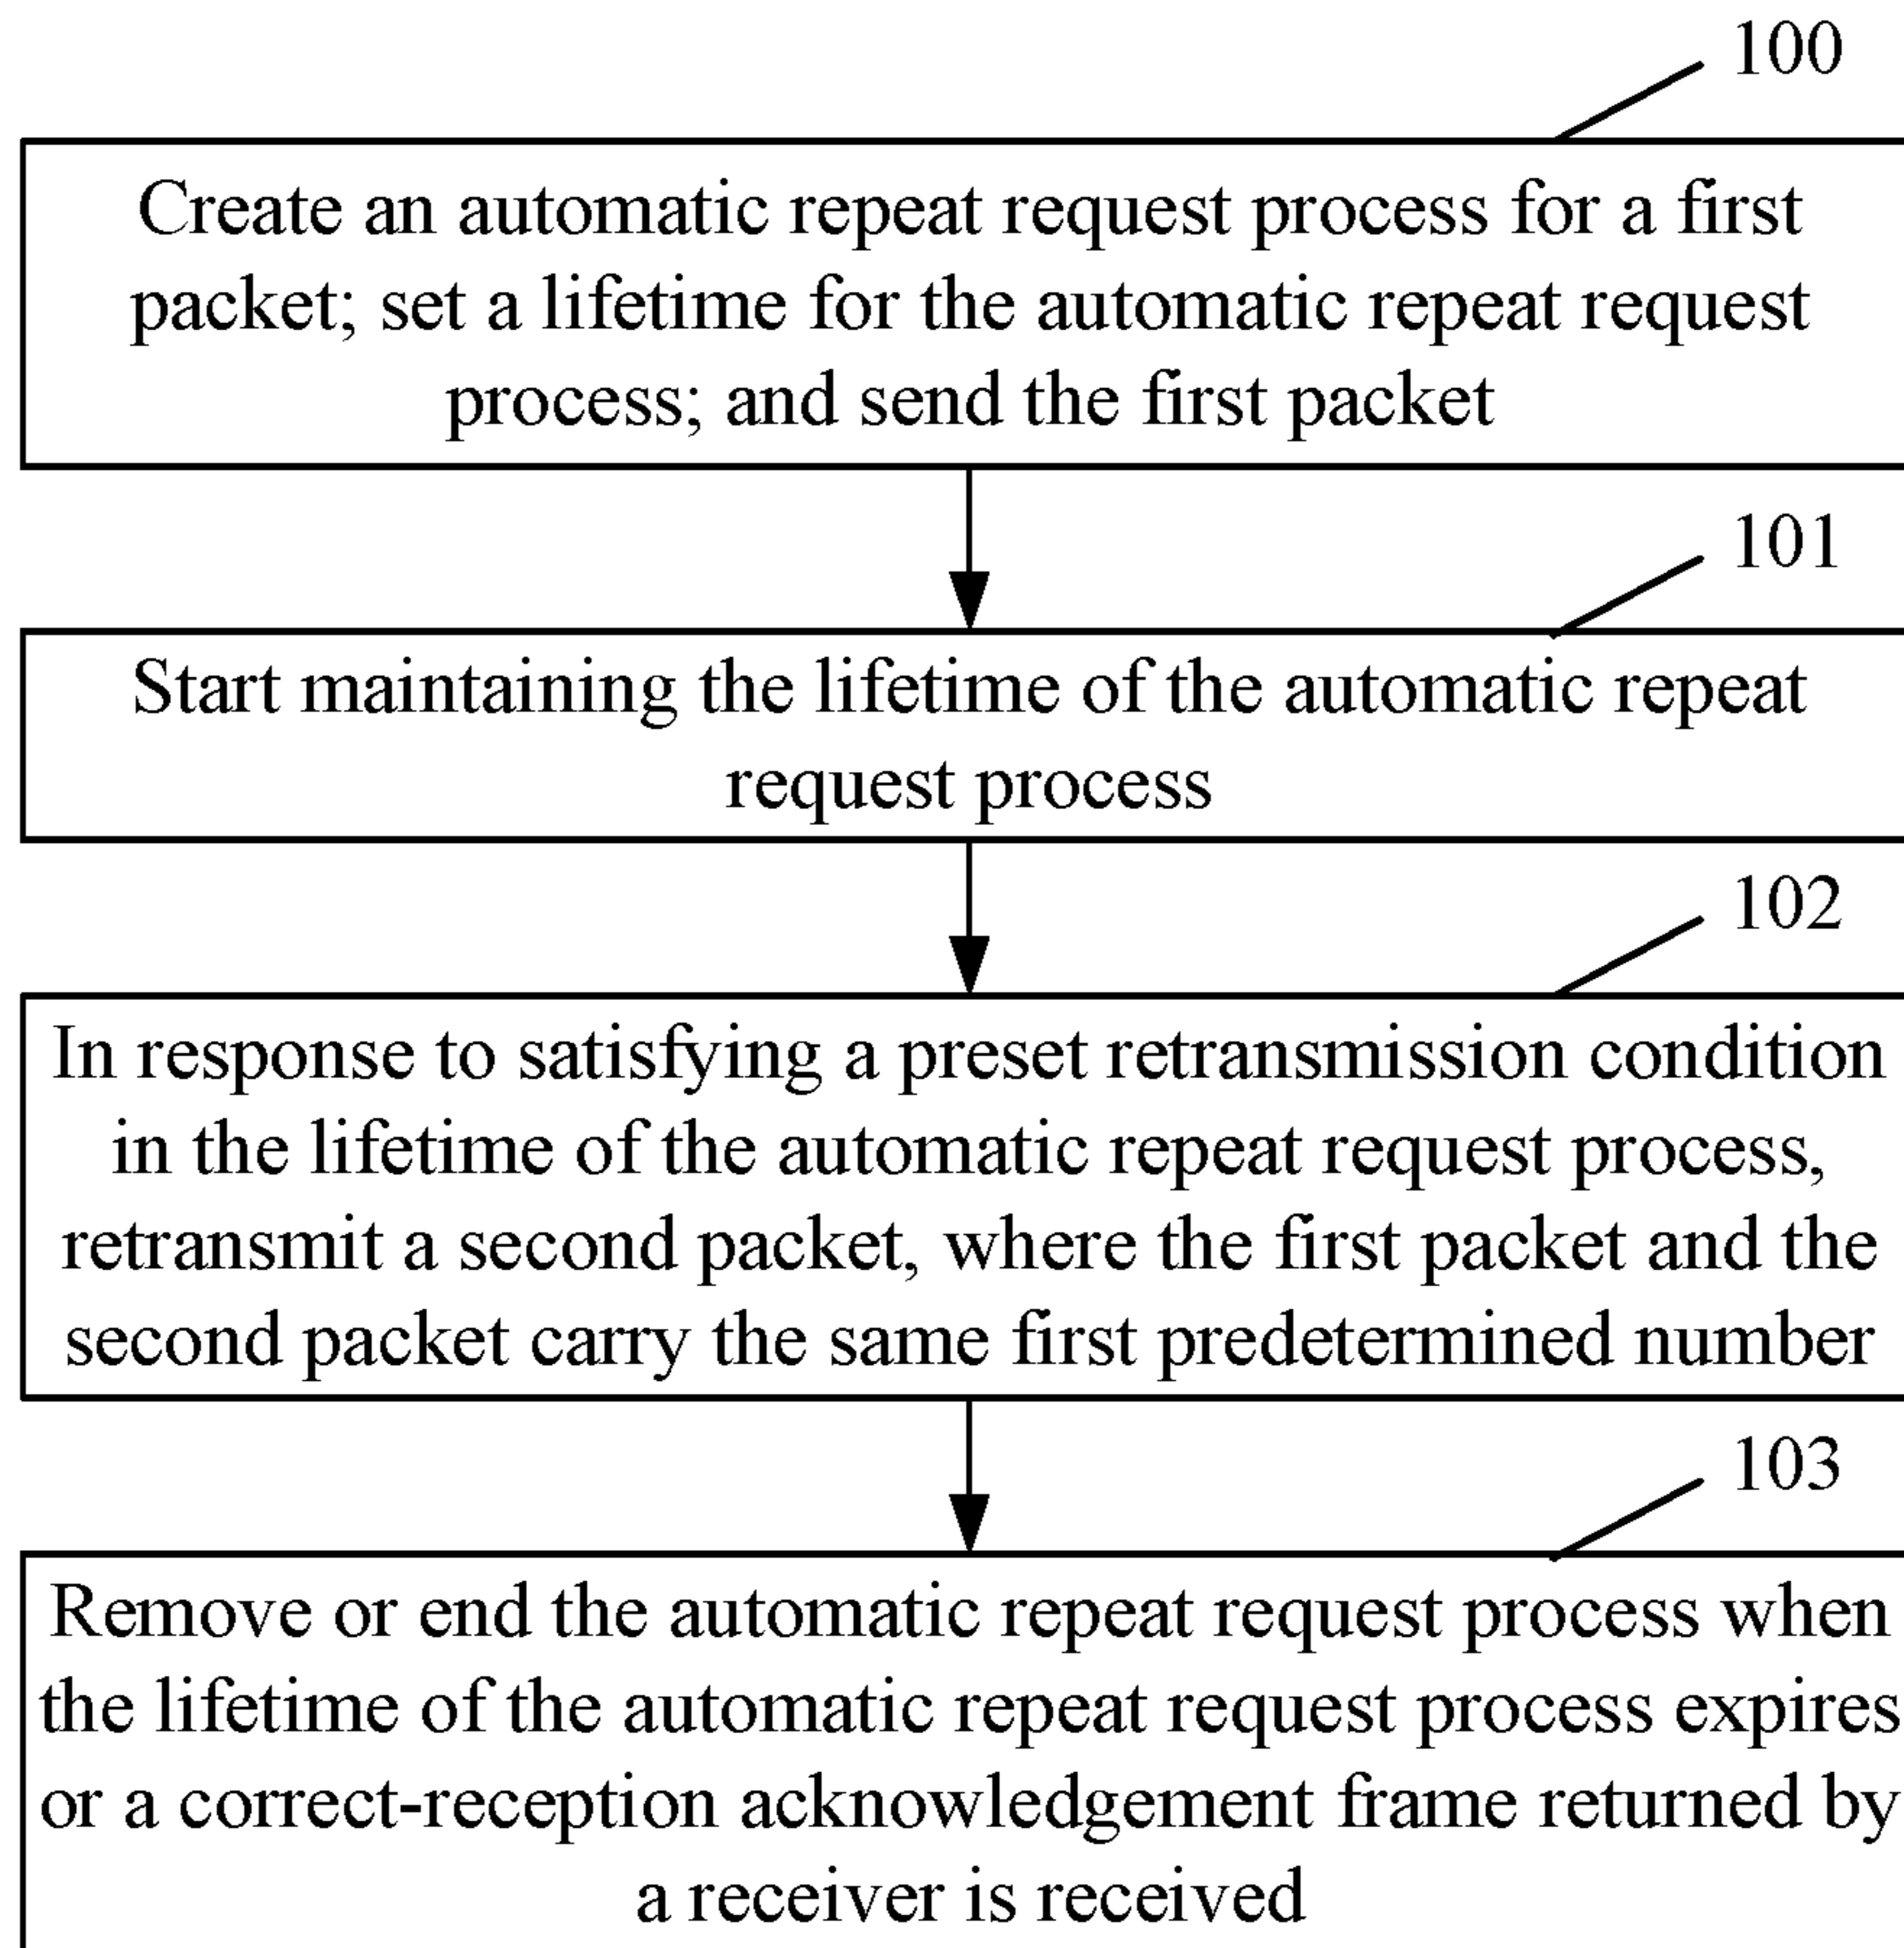 100
Create an automatic repeat request process for a first
packet; set a lifetime for the automatic repeat request
process; and send the first packet
101
Start maintaining the lifetime of the automatic repeat
request process
102
In response to satisfying a preset retransmission condition
in the lifetime of the automatic repeat request process,
retransmit a second packet, where the first packet and the
second packet carry the same first predetermined number
103
Remove or end the automatic repeat request process when
the lifetime of the automatic repeat request process expires
or a correct-reception acknowledgement frame returned by
a receiver is received